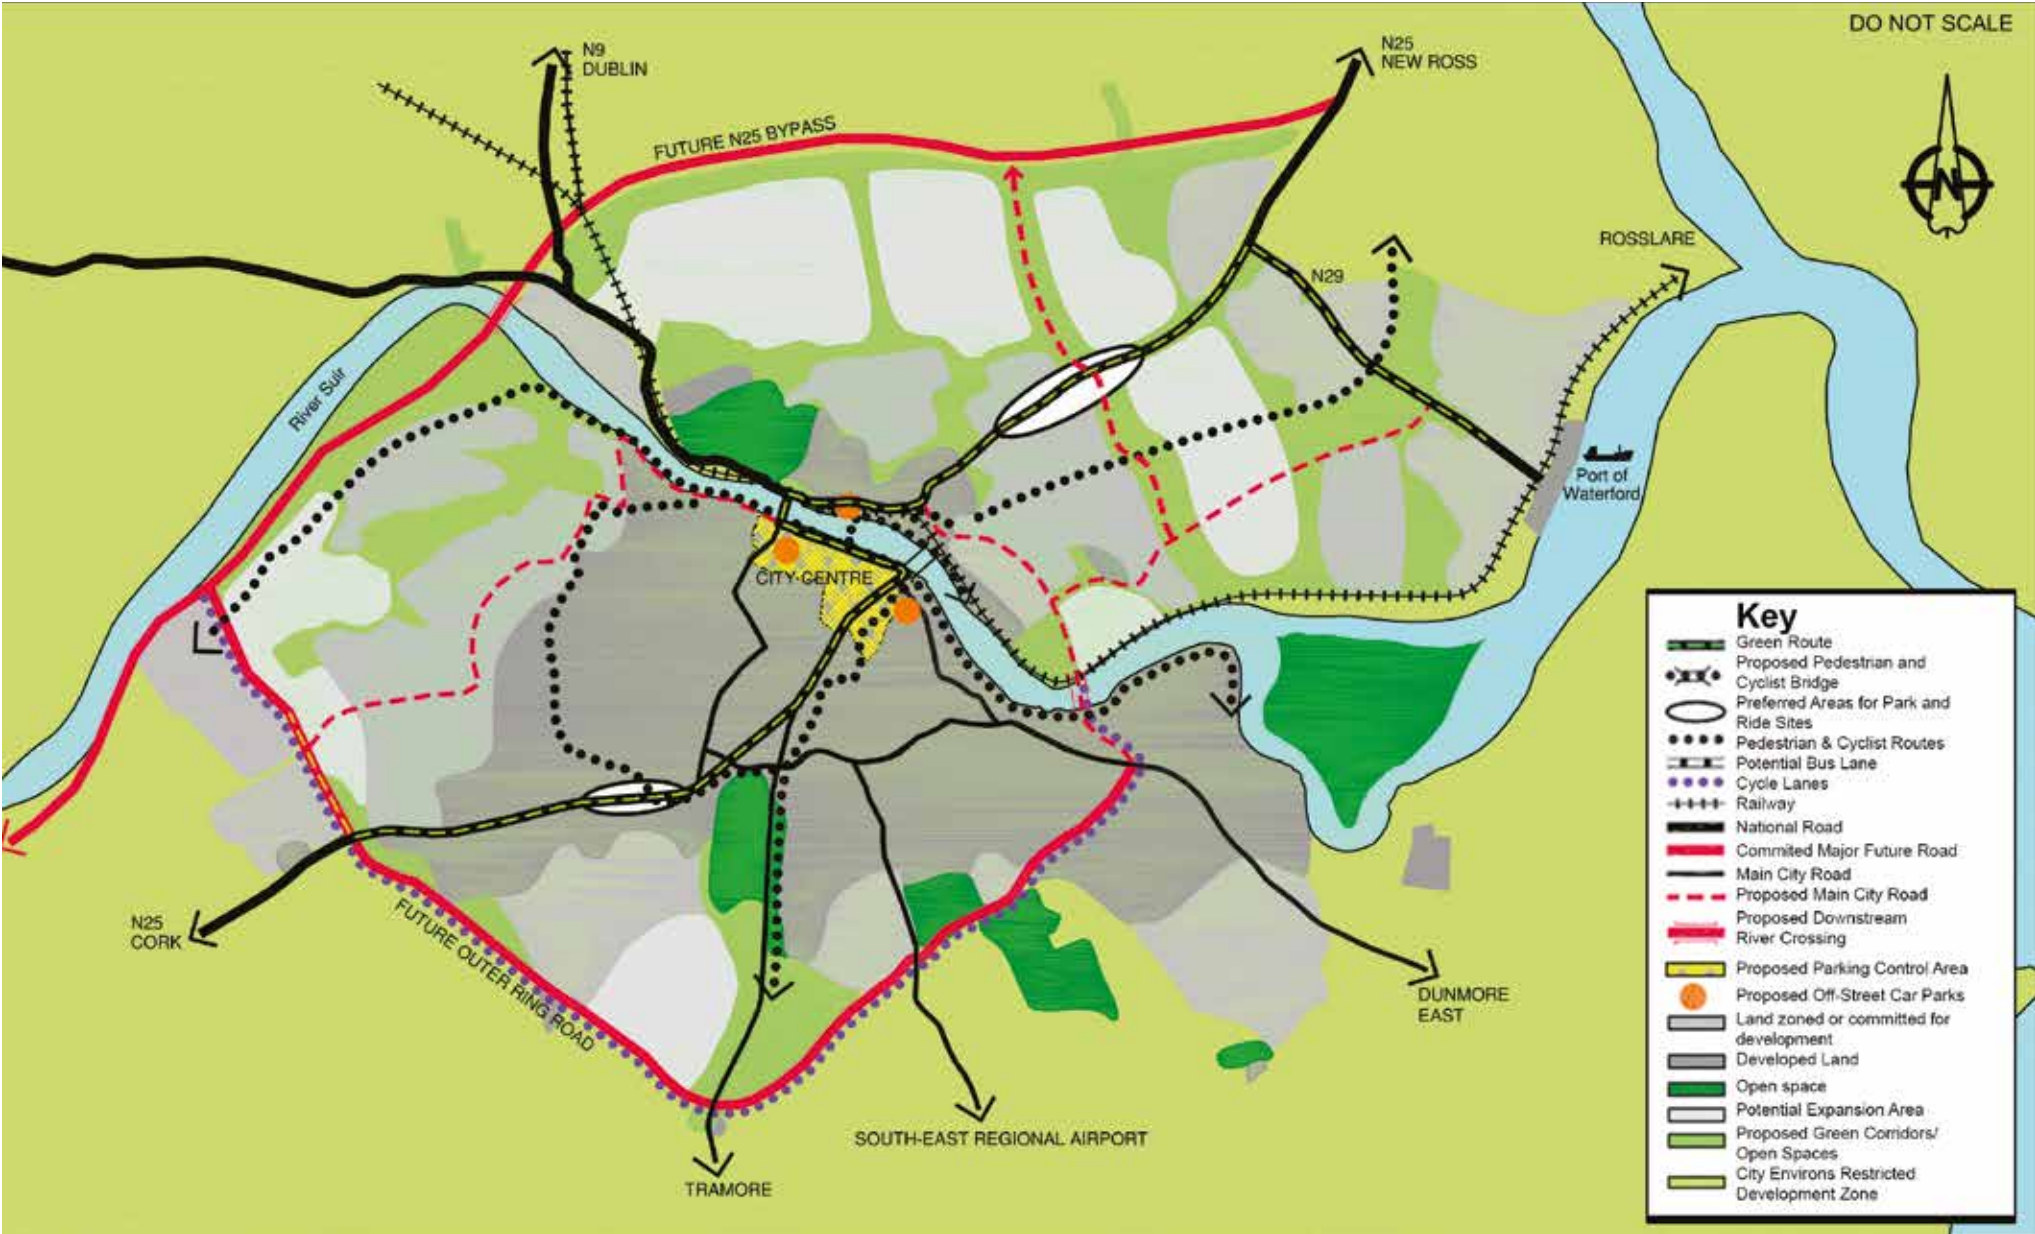 DO NOT SCALE
N9
DUBLIN
N25
NEW ROSS
FUTURE N25 BYPASS
N
ROSSLARE
N29
River Suir
Port of
Waterford
CITY CENTRE
N25
CORK
FUTURE OUTER RING ROAD
DUNMORE
EAST
SOUTH-EAST REGIONAL AIRPORT
TRAMORE
Key
Green Route
Proposed Pedestrian and
Cyclist Bridge
Preferred Areas for Park and
Ride Sites
Pedestrian & Cyclist Routes
Potential Bus Lane
Cycle Lanes
Railway
National Road
Commited Major Future Road
Main City Road
Proposed Main City Road
Proposed Downstream
River Crossing
Proposed Parking Control Area
Proposed Off-Street Car Parks
Land zoned or committed for
development
Developed Land
Open space
Potential Expansion Area
Proposed Green Corridors/
Open Spaces
City Environs Restricted
Development Zone